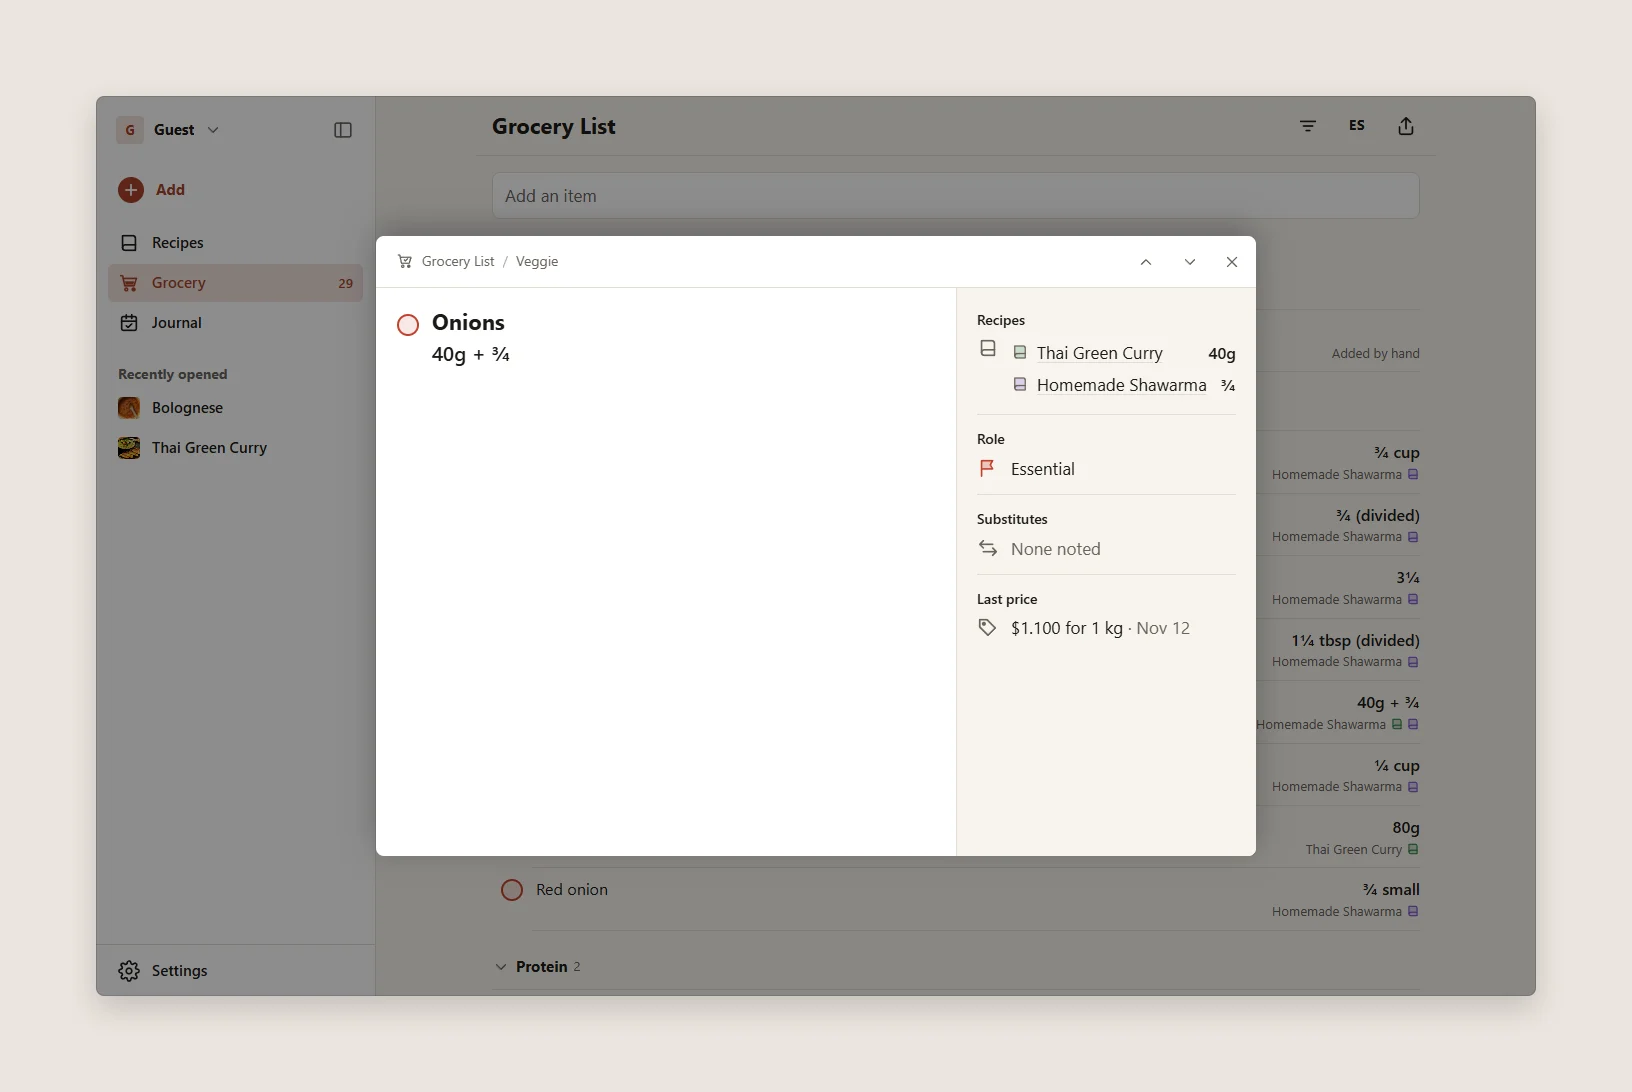 G Guest
Add
Recipes
Grocery 29
Journal
Recently opened
Bolognese
Thai Green Curry
Settings
Grocery List
ES
Add an item
Grocery List / Veggie
Onions
40g + ¾
Recipes
Thai Green Curry 40g
Homemade Shawarma ¾
Role
Essential
Substitutes
None noted
Last price
$1.100 for 1 kg · Nov 12
Added by hand
¾ cup
Homemade Shawarma
¾ (divided)
Homemade Shawarma
3¼
Homemade Shawarma
1¼ tbsp (divided)
Homemade Shawarma
40g + ¾
Homemade Shawarma
¼ cup
Homemade Shawarma
80g
Thai Green Curry
Red onion ¾ small
Homemade Shawarma
Protein 2